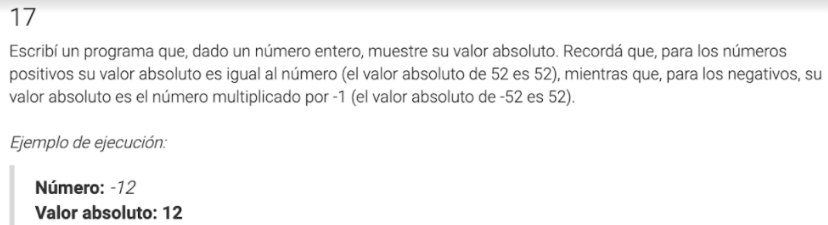 17
Escribí un programa que, dado un número entero, muestre su valor absoluto. Recordá que, para los números
positivos su valor absoluto es igual al número (el valor absoluto de 52 es 52), mientras que, para los negativos, su
valor absoluto es el número multiplicado por -1 (el valor absoluto de -52 es 52).
Ejemplo de ejecución:
Número: -12
Valor absoluto: 12